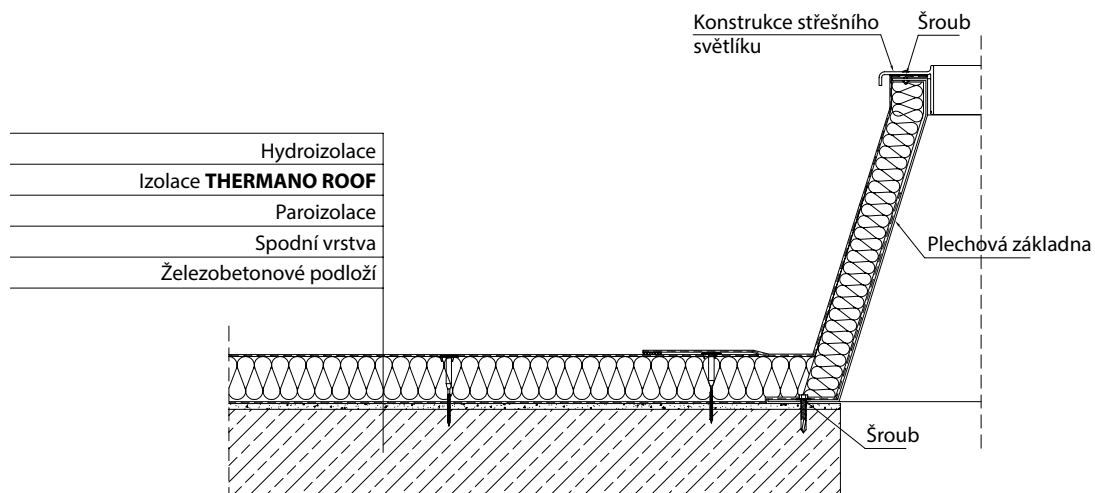 Konstrukce střešního
světlíku
Šroub
Hydroizolace
Izolace THERMANO ROOF
Paroizolace
Spodní vrstva
Železobetonové podloží
Plechová základna
Šroub